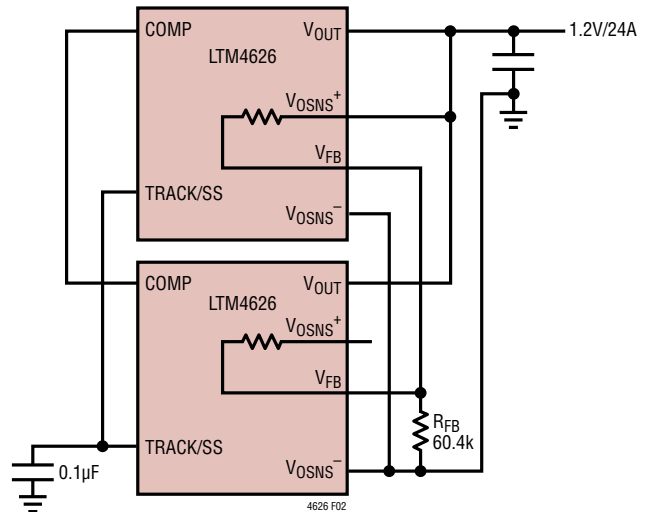 COMP
VOUT
1.2V/24A
LTM4626
VOSNS+
VFB
TRACK/SS
VOSNS–
COMP
VOUT
LTM4626
VOSNS+
VFB
RFB
60.4k
TRACK/SS
0.1µF
VOSNS–
4626 F02